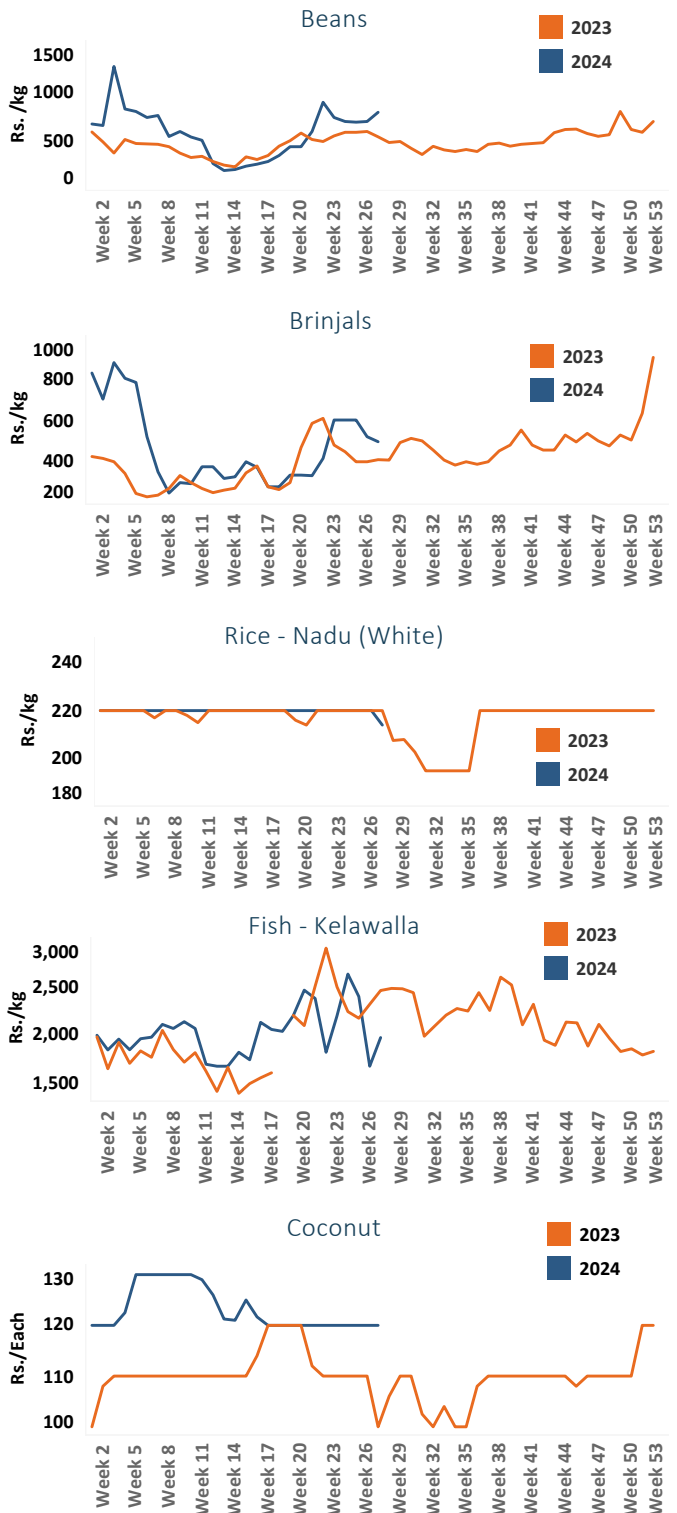 Beans
2023
2024
Rs. /kg
1500
1000
500
0
Week 2
Week 5
Week 8
Week 11
Week 14
Week 17
Week 20
Week 23
Week 26
Week 29
Week 32
Week 35
Week 38
Week 41
Week 44
Week 47
Week 50
Week 53
Brinjals
2023
2024
Rs./kg
1000
800
600
400
200
Week 2
Week 5
Week 8
Week 11
Week 14
Week 17
Week 20
Week 23
Week 26
Week 29
Week 32
Week 35
Week 38
Week 41
Week 44
Week 47
Week 50
Week 53
Rice - Nadu (White)
2023
2024
Rs./kg
240
220
200
180
Week 2
Week 5
Week 8
Week 11
Week 14
Week 17
Week 20
Week 23
Week 26
Week 29
Week 32
Week 35
Week 38
Week 41
Week 44
Week 47
Week 50
Week 53
Fish - Kelawalla
2023
2024
Rs./kg
3,000
2,500
2,000
1,500
Week 2
Week 5
Week 8
Week 11
Week 14
Week 17
Week 20
Week 23
Week 26
Week 29
Week 32
Week 35
Week 38
Week 41
Week 44
Week 47
Week 50
Week 53
Coconut
2023
2024
Rs./Each
130
120
110
100
Week 2
Week 5
Week 8
Week 11
Week 14
Week 17
Week 20
Week 23
Week 26
Week 29
Week 32
Week 35
Week 38
Week 41
Week 44
Week 47
Week 50
Week 53